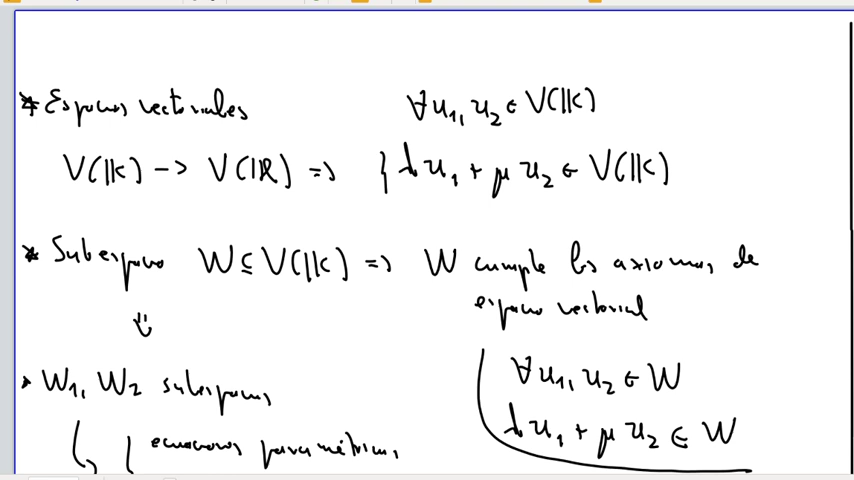 * Espacios vectoriales ∀u₁, u₂ ∈ V(𝕂)
V(𝕂) -> V(ℝ) => } λu₁ + μu₂ ∈ V(𝕂)
* Subespacio W ⊆ V(𝕂) => W cumple los axiomas de
espacio vectorial
W₁, W₂ subespacios
∀u₁, u₂ ∈ W
λu₁ + μu₂ ∈ W
ecuaciones paramétricas